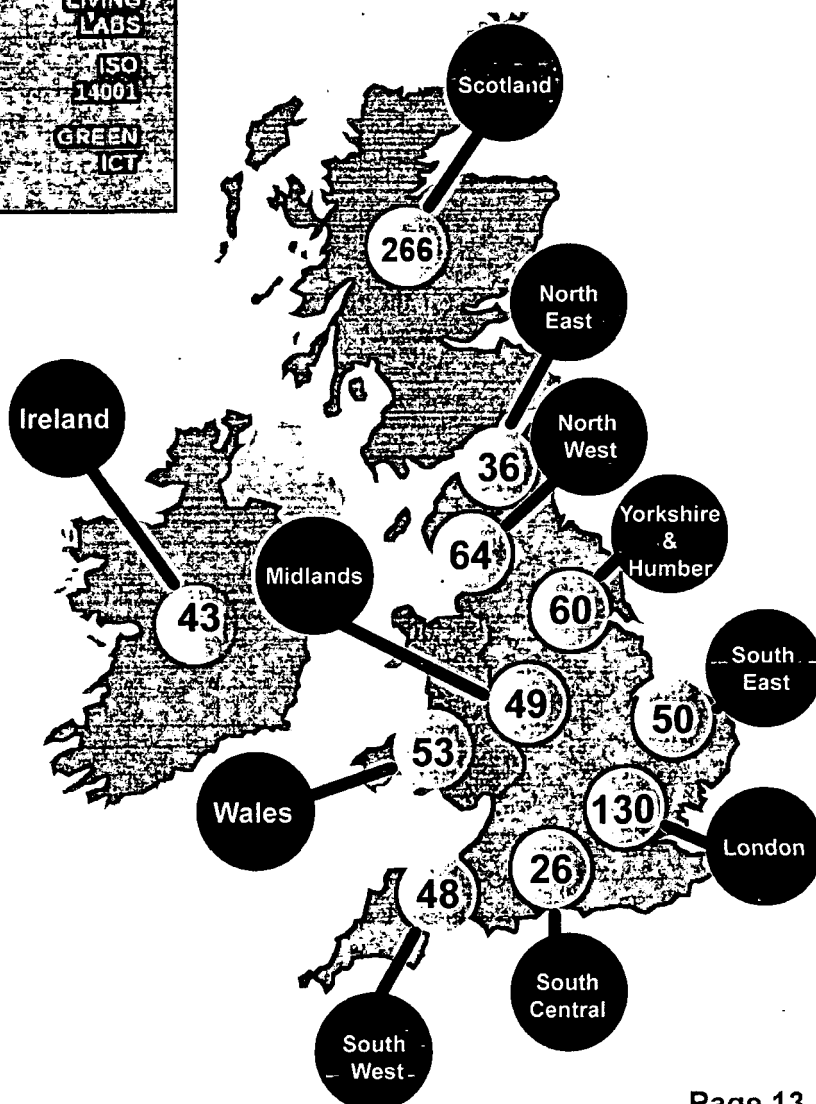 LIVING
LABS
ISO
14001
GREEN
ICT
Scotland
266
North
East
36
North
West
64
Ireland
43
Midlands
49
Yorkshire
&
Humber
60
South
East
50
Wales
53
130
London
26
South
Central
48
South
West
Page 13